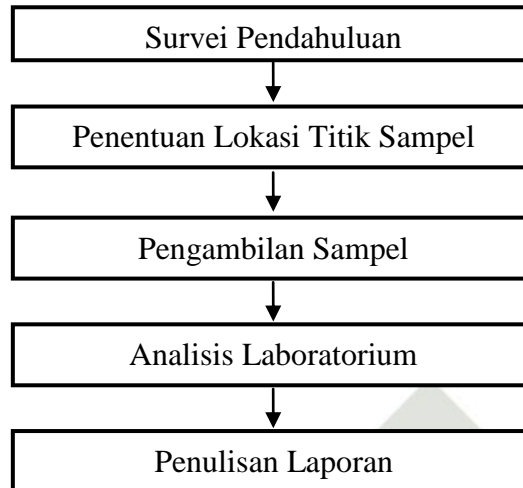 Survei Pendahuluan
Penentuan Lokasi Titik Sampel
Pengambilan Sampel
Analisis Laboratorium
Penulisan Laporan